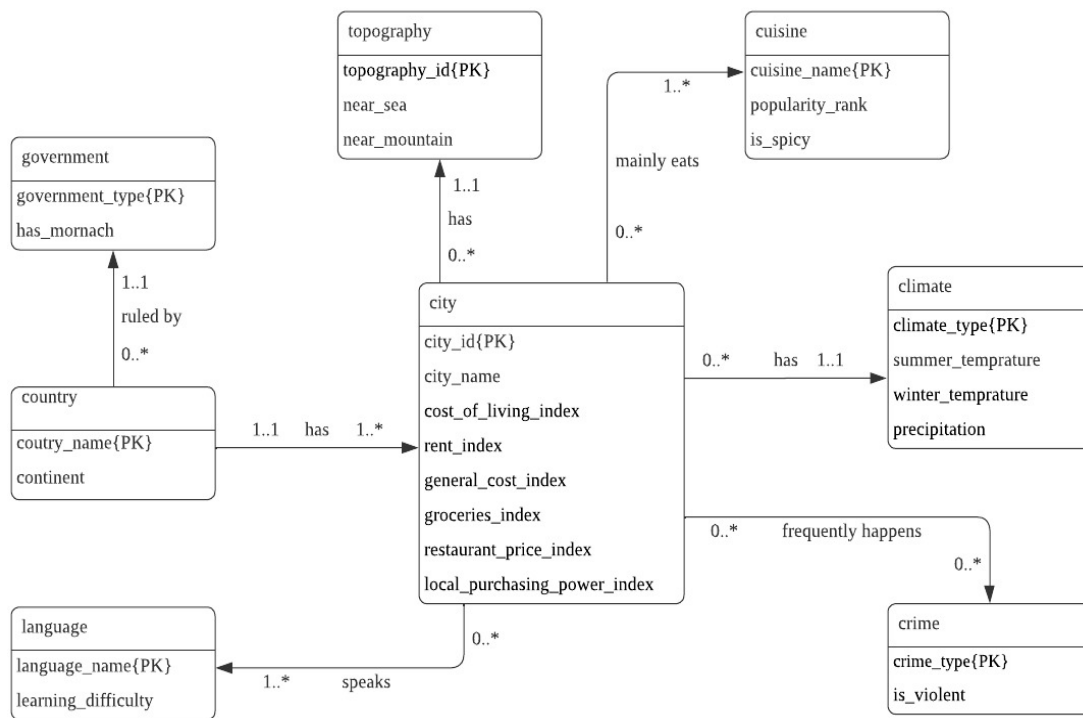 topography
topography_id{PK}
near_sea
near_mountain
cuisine
cuisine_name{PK}
popularity_rank
is_spicy
government
government_type{PK}
has_mornach
1..1
has
0..*
1..*
mainly eats
0..*
1..1
ruled by
0..*
city
city_id{PK}
city_name
cost_of_living_index
rent_index
general_cost_index
groceries_index
restaurant_price_index
local_purchasing_power_index
climate
climate_type{PK}
summer_temprature
winter_temprature
precipitation
0..* has 1..1
country
coutry_name{PK}
continent
1..1 has 1..*
0..* frequently happens
0..*
language
language_name{PK}
learning_difficulty
0..*
1..* speaks
crime
crime_type{PK}
is_violent